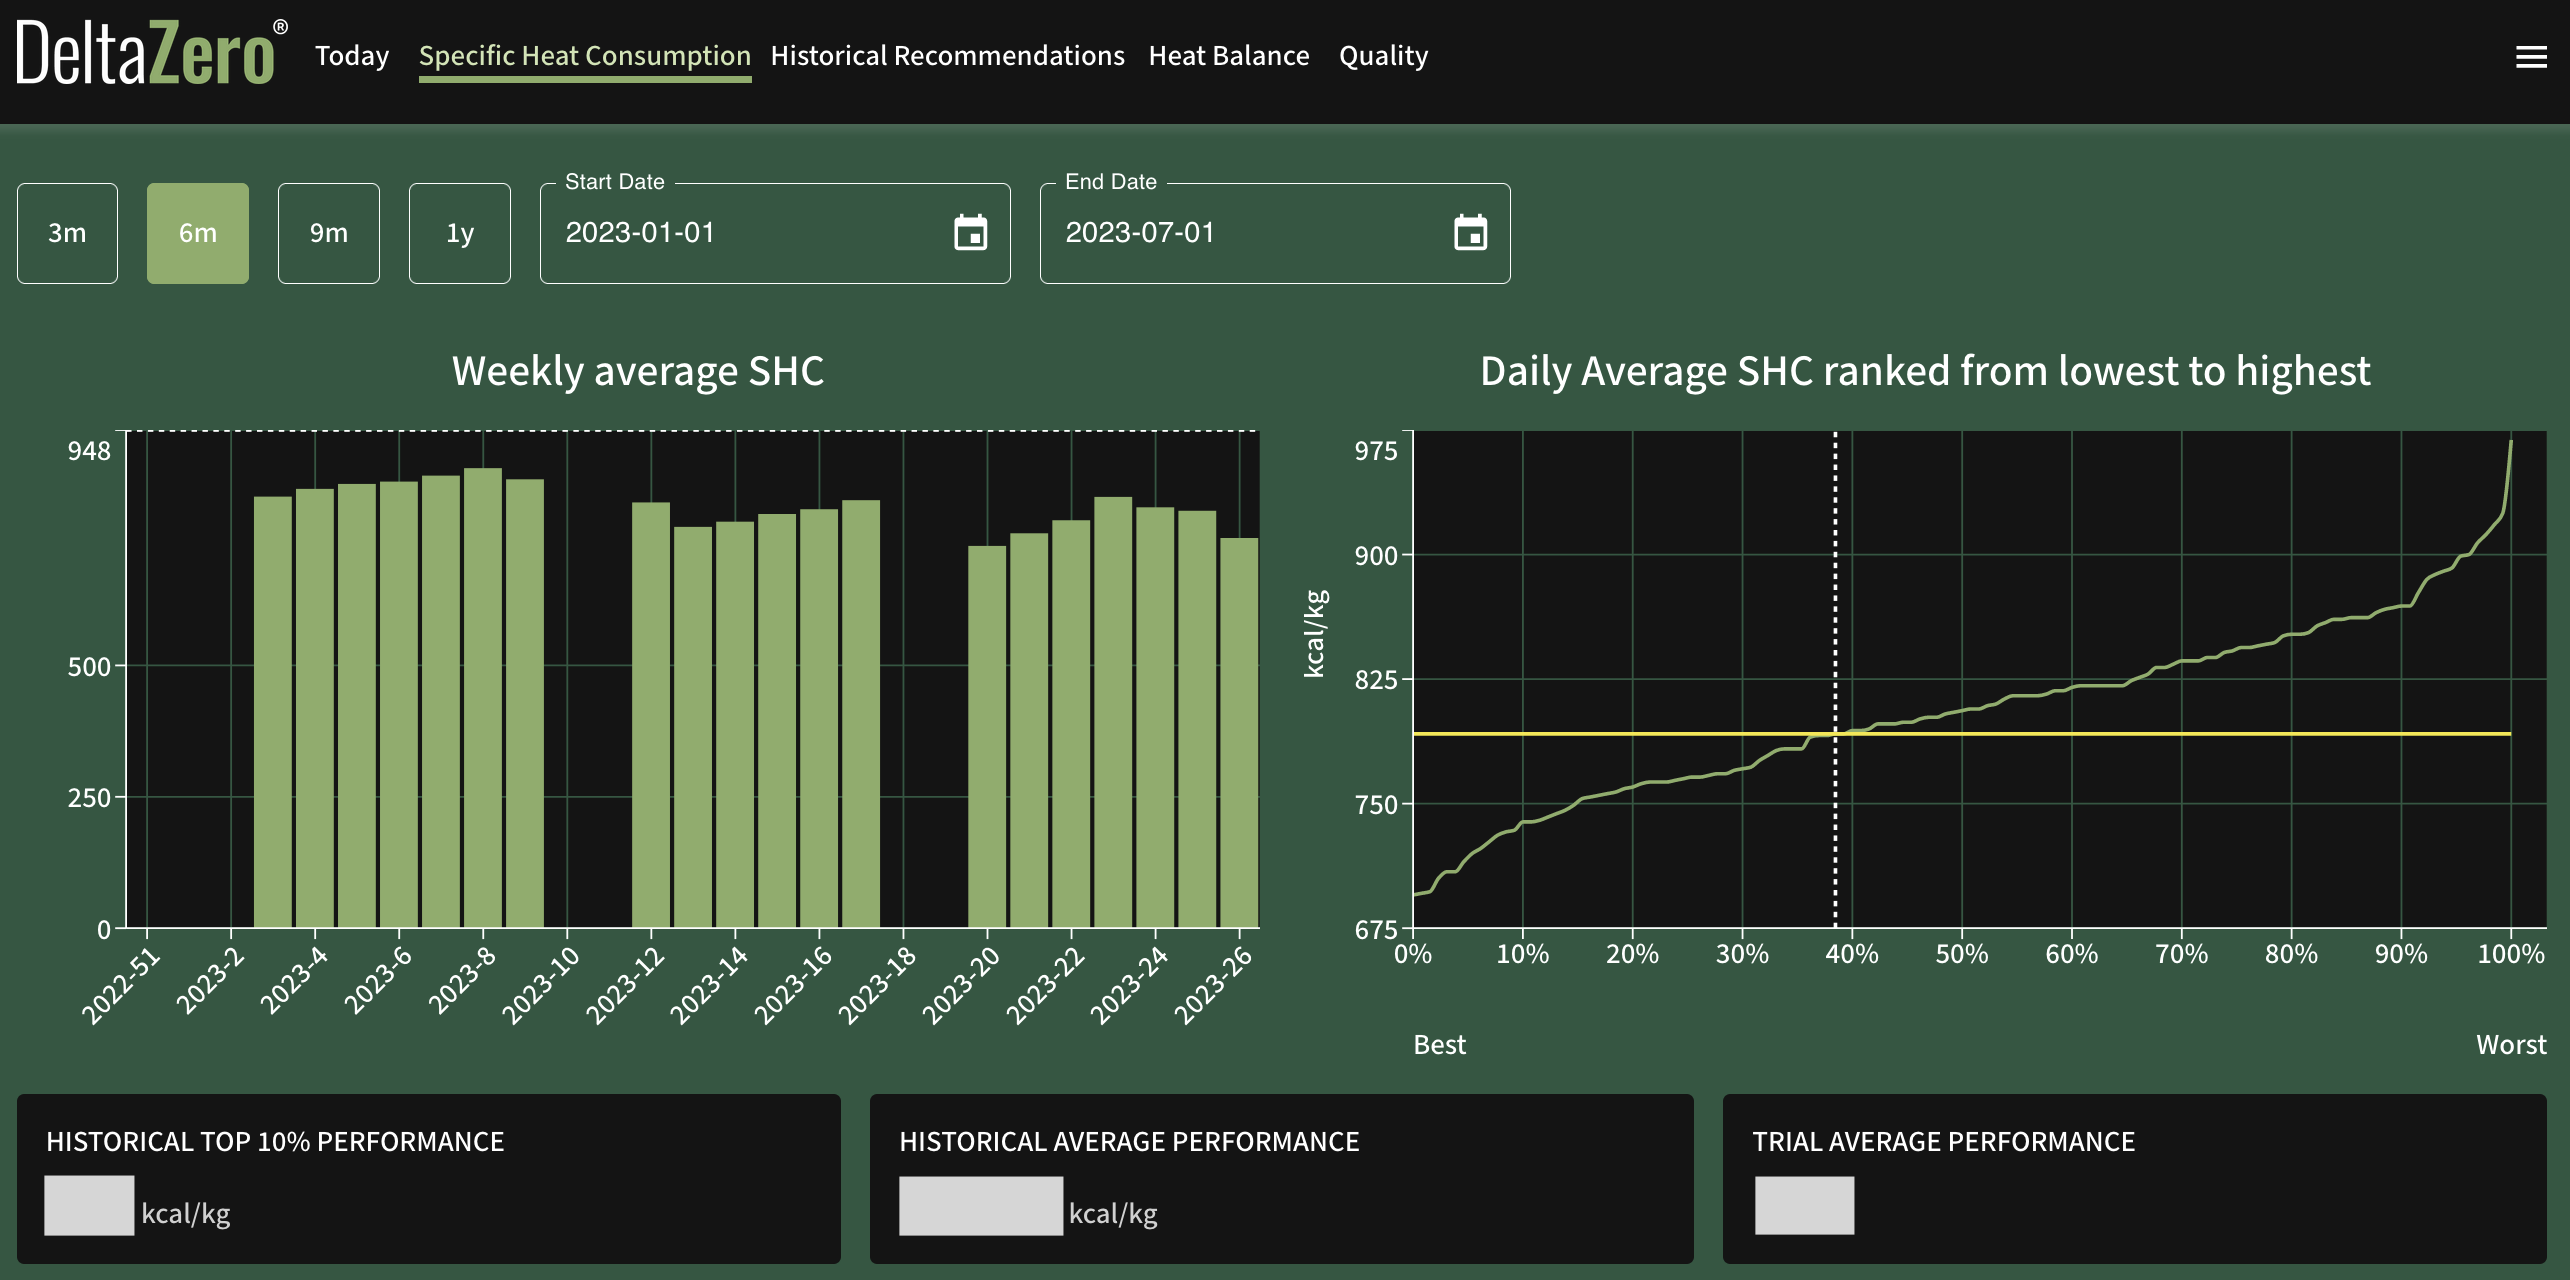 DeltaZero®
Today Specific Heat Consumption Historical Recommendations Heat Balance Quality
3m 6m 9m 1y
Start Date
2023-01-01
End Date
2023-07-01
Weekly average SHC
948
500
250
0
2022-51 2023-2 2023-4 2023-6 2023-8 2023-10 2023-12 2023-14 2023-16 2023-18 2023-20 2023-22 2023-24 2023-26
Daily Average SHC ranked from lowest to highest
kcal/kg
975
900
825
750
675
0% 10% 20% 30% 40% 50% 60% 70% 80% 90% 100%
Best Worst
HISTORICAL TOP 10% PERFORMANCE
kcal/kg
HISTORICAL AVERAGE PERFORMANCE
kcal/kg
TRIAL AVERAGE PERFORMANCE